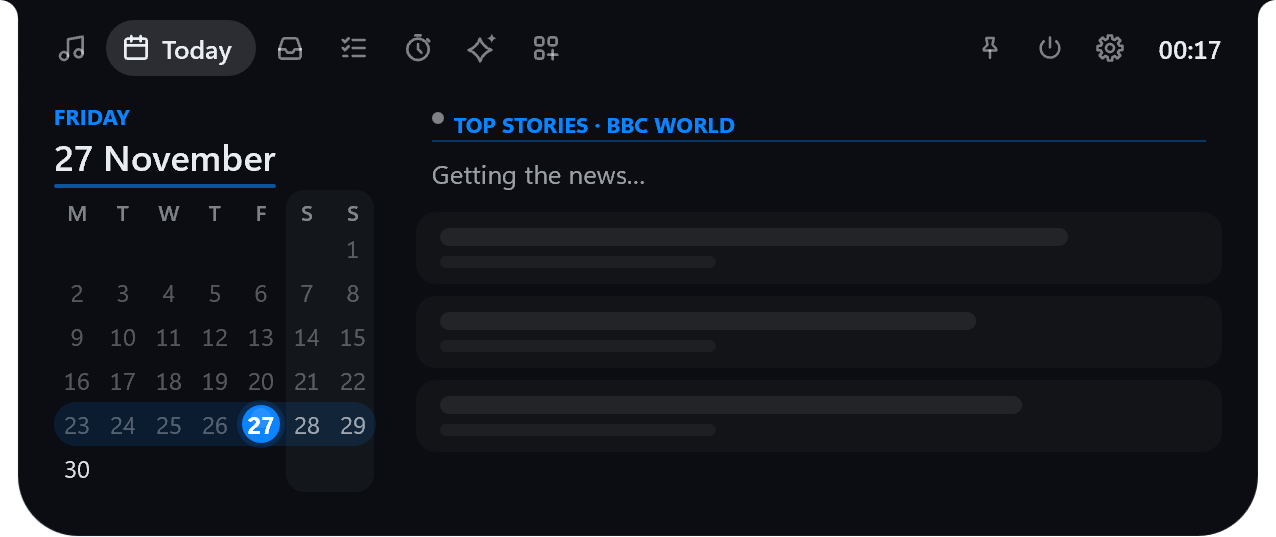 Today
00:17
FRIDAY
27 November
M T W T F S S
1
2 3 4 5 6 7 8
9 10 11 12 13 14 15
16 17 18 19 20 21 22
23 24 25 26 27 28 29
30
TOP STORIES · BBC WORLD
Getting the news...